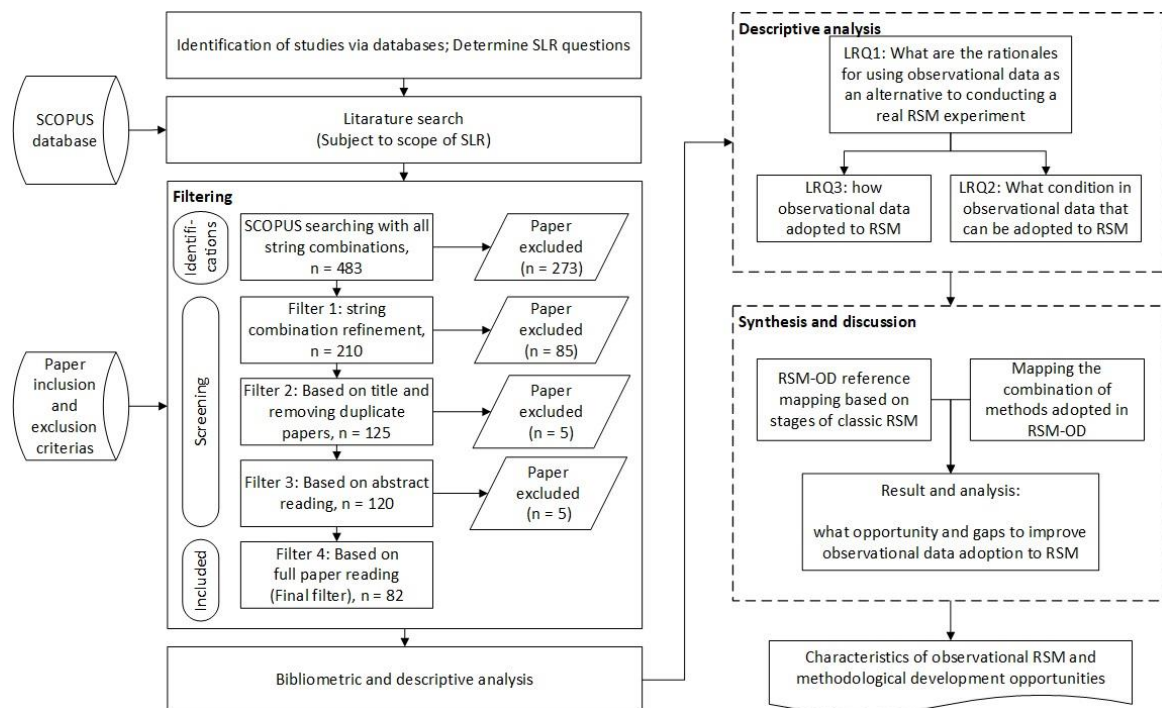 Identification of studies via databases; Determine SLR questions
SCOPUS
database
Litarature search
(Subject to scope of SLR)
Filtering
Identifi-
cations
SCOPUS searching with all
string combinations,
n = 483
Paper
excluded
(n = 273)
Screening
Filter 1: string
combination refinement,
n = 210
Paper
excluded
(n = 85)
Paper
inclusion
and
exclusion
criterias
Filter 2: Based on title and
removing duplicate
papers, n = 125
Paper
excluded
(n = 5)
Filter 3: Based on abstract
reading, n = 120
Paper
excluded
(n = 5)
Included
Filter 4: Based on
full paper reading
(Final filter), n = 82
Bibliometric and descriptive analysis
Descriptive analysis
LRQ1: What are the rationales
for using observational data as
an alternative to conducting a
real RSM experiment
LRQ3: how
observational data
adopted to RSM
LRQ2: What condition in
observational data that
can be adopted to RSM
Synthesis and discussion
RSM-OD reference
mapping based on
stages of classic RSM
Mapping the
combination of
methods adopted in
RSM-OD
Result and analysis:
what opportunity and gaps to improve
observational data adoption to RSM
Characteristics of observational RSM and
methodological development opportunities